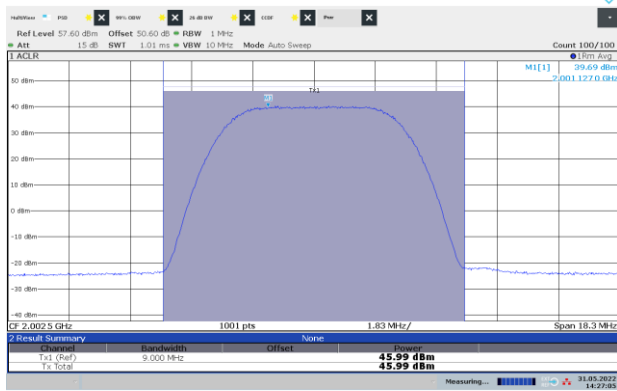 MultiView PSD X 99% OBW X 26 dB BW X CCDF X Pwr X
Ref Level 57.60 dBm Offset 50.60 dB RBW 1 MHz
Att 15 dB SWT 1.01 ms VBW 10 MHz Mode Auto Sweep Count 100/100
1 ACLR 1Rm Avg
M1[1] 39.69 dBm
2.001 127 0 GHz
Tx1
M1
50 dBm
40 dBm
30 dBm
20 dBm
10 dBm
0 dBm
-10 dBm
-20 dBm
-30 dBm
-40 dBm
CF 2.0025 GHz 1001 pts 1.83 MHz/ Span 18.3 MHz
2 Result Summary None
Channel Bandwidth Offset Power
Tx1 (Ref) 9.000 MHz 45.99 dBm
Tx Total 45.99 dBm
Measuring... 31.05.2022
14:27:05